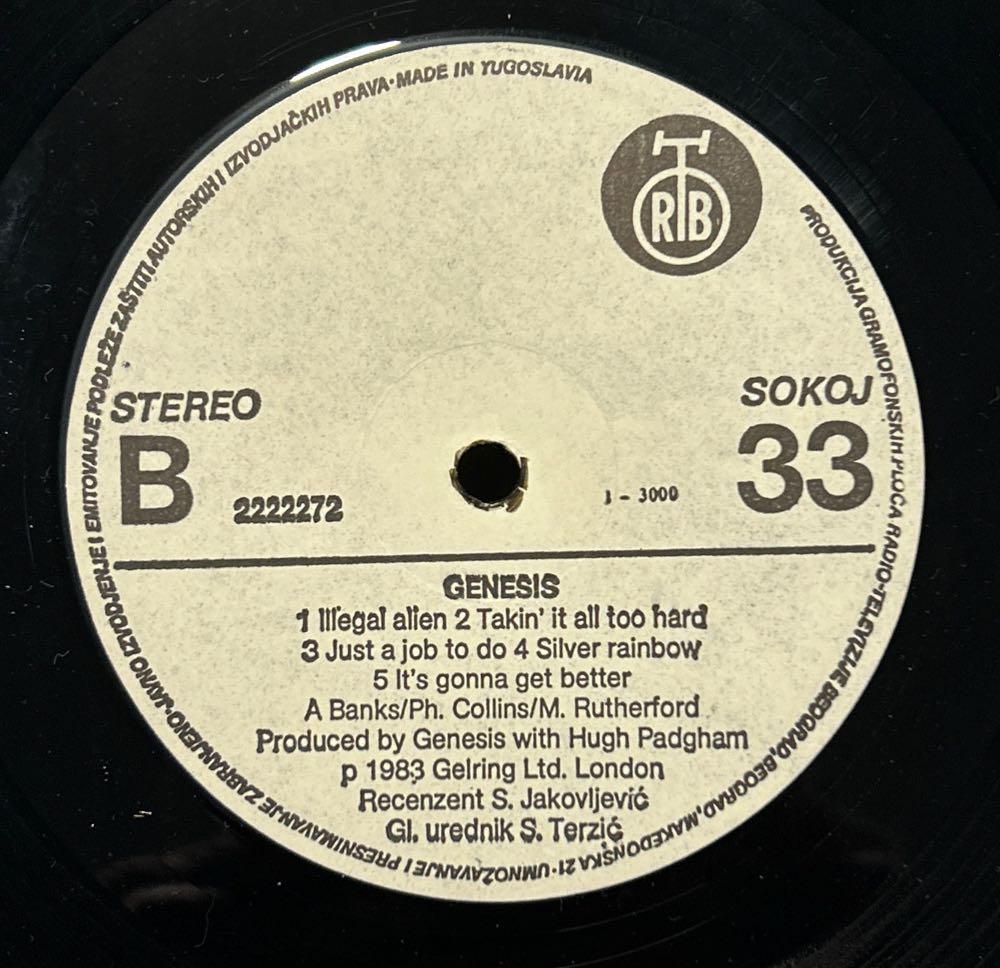 PRODUKCIJA GRAMOFONSKIH PLOČA RADIO-TELEVIZIJE BEOGRAD, BEOGRAD, MAKEDONSKA 21 · UMNOŽAVANJE I PRESNIMAVANJE ZABRANJENO · JAVNO IZVODJENJE I EMITOVANJE PODLEŽE ZAŠTITI AUTORSKIH I IZVODJAČKIH PRAVA · MADE IN YUGOSLAVIA
RTB
STEREO SOKOJ
B 2222272 1 - 3000 33
GENESIS
1 Illegal alien 2 Takin' it all too hard
3 Just a job to do 4 Silver rainbow
5 It's gonna get better
A Banks/Ph. Collins/M. Rutherford
Produced by Genesis with Hugh Padgham
p 1983 Gelring Ltd. London
Recenzent S. Jakovljević
Gl. urednik S. Terzić